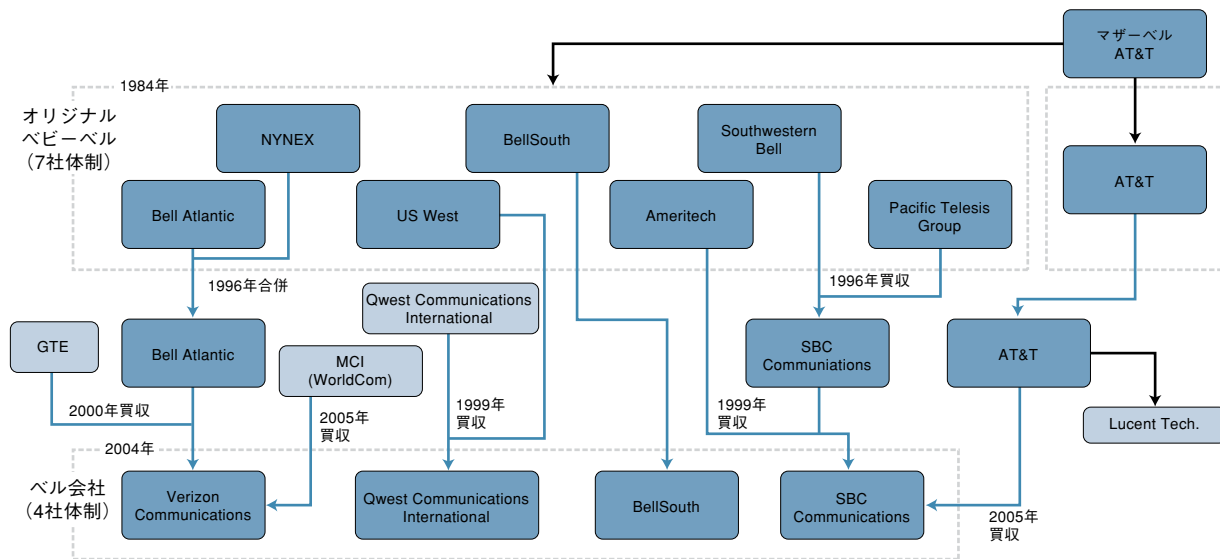 マザーベル
AT&T
1984年
オリジナル
ベビーベル
（7社体制）
NYNEX
BellSouth
Southwestern
Bell
AT&T
Bell Atlantic
US West
Ameritech
Pacific Telesis
Group
1996年合併
1996年買収
Qwest Communications
International
GTE
Bell Atlantic
MCI
(WorldCom)
SBC
Communiations
AT&T
2000年買収
2005年
買収
1999年
買収
1999年
買収
Lucent Tech.
2004年
ベル会社
（4社体制）
Verizon
Communications
Qwest Communications
International
BellSouth
SBC
Communications
2005年
買収